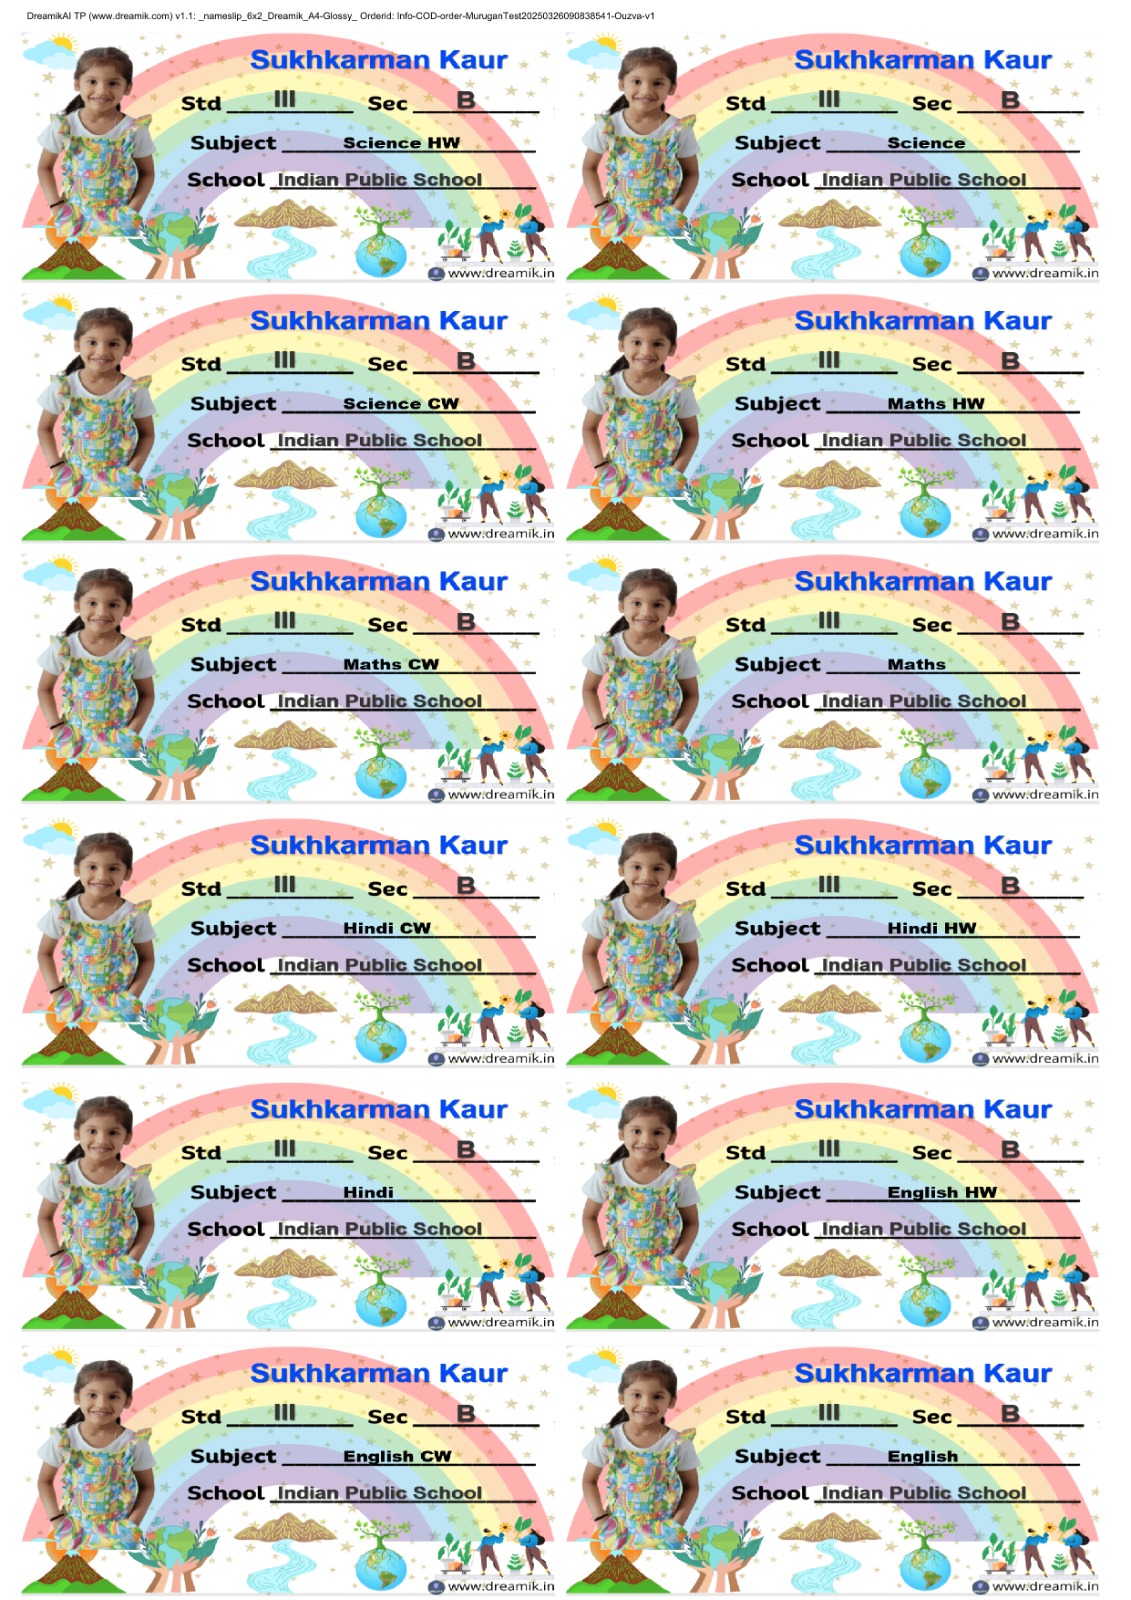 DreamikAI TP (www.dreamik.com) v1.1: _nameslip_6x2_Dreamik_A4-Glossy_ Orderid: Info-COD-order-MuruganTest20250326090838541-Ouzva-v1
Sukhkarman Kaur
Std III Sec B
Subject Science HW
School Indian Public School
www.dreamik.in
Sukhkarman Kaur
Std III Sec B
Subject Science
School Indian Public School
www.dreamik.in
Sukhkarman Kaur
Std III Sec B
Subject Science CW
School Indian Public School
www.dreamik.in
Sukhkarman Kaur
Std III Sec B
Subject Maths HW
School Indian Public School
www.dreamik.in
Sukhkarman Kaur
Std III Sec B
Subject Maths CW
School Indian Public School
www.dreamik.in
Sukhkarman Kaur
Std III Sec B
Subject Maths
School Indian Public School
www.dreamik.in
Sukhkarman Kaur
Std III Sec B
Subject Hindi CW
School Indian Public School
www.dreamik.in
Sukhkarman Kaur
Std III Sec B
Subject Hindi HW
School Indian Public School
www.dreamik.in
Sukhkarman Kaur
Std III Sec B
Subject Hindi
School Indian Public School
www.dreamik.in
Sukhkarman Kaur
Std III Sec B
Subject English HW
School Indian Public School
www.dreamik.in
Sukhkarman Kaur
Std III Sec B
Subject English CW
School Indian Public School
www.dreamik.in
Sukhkarman Kaur
Std III Sec B
Subject English
School Indian Public School
www.dreamik.in